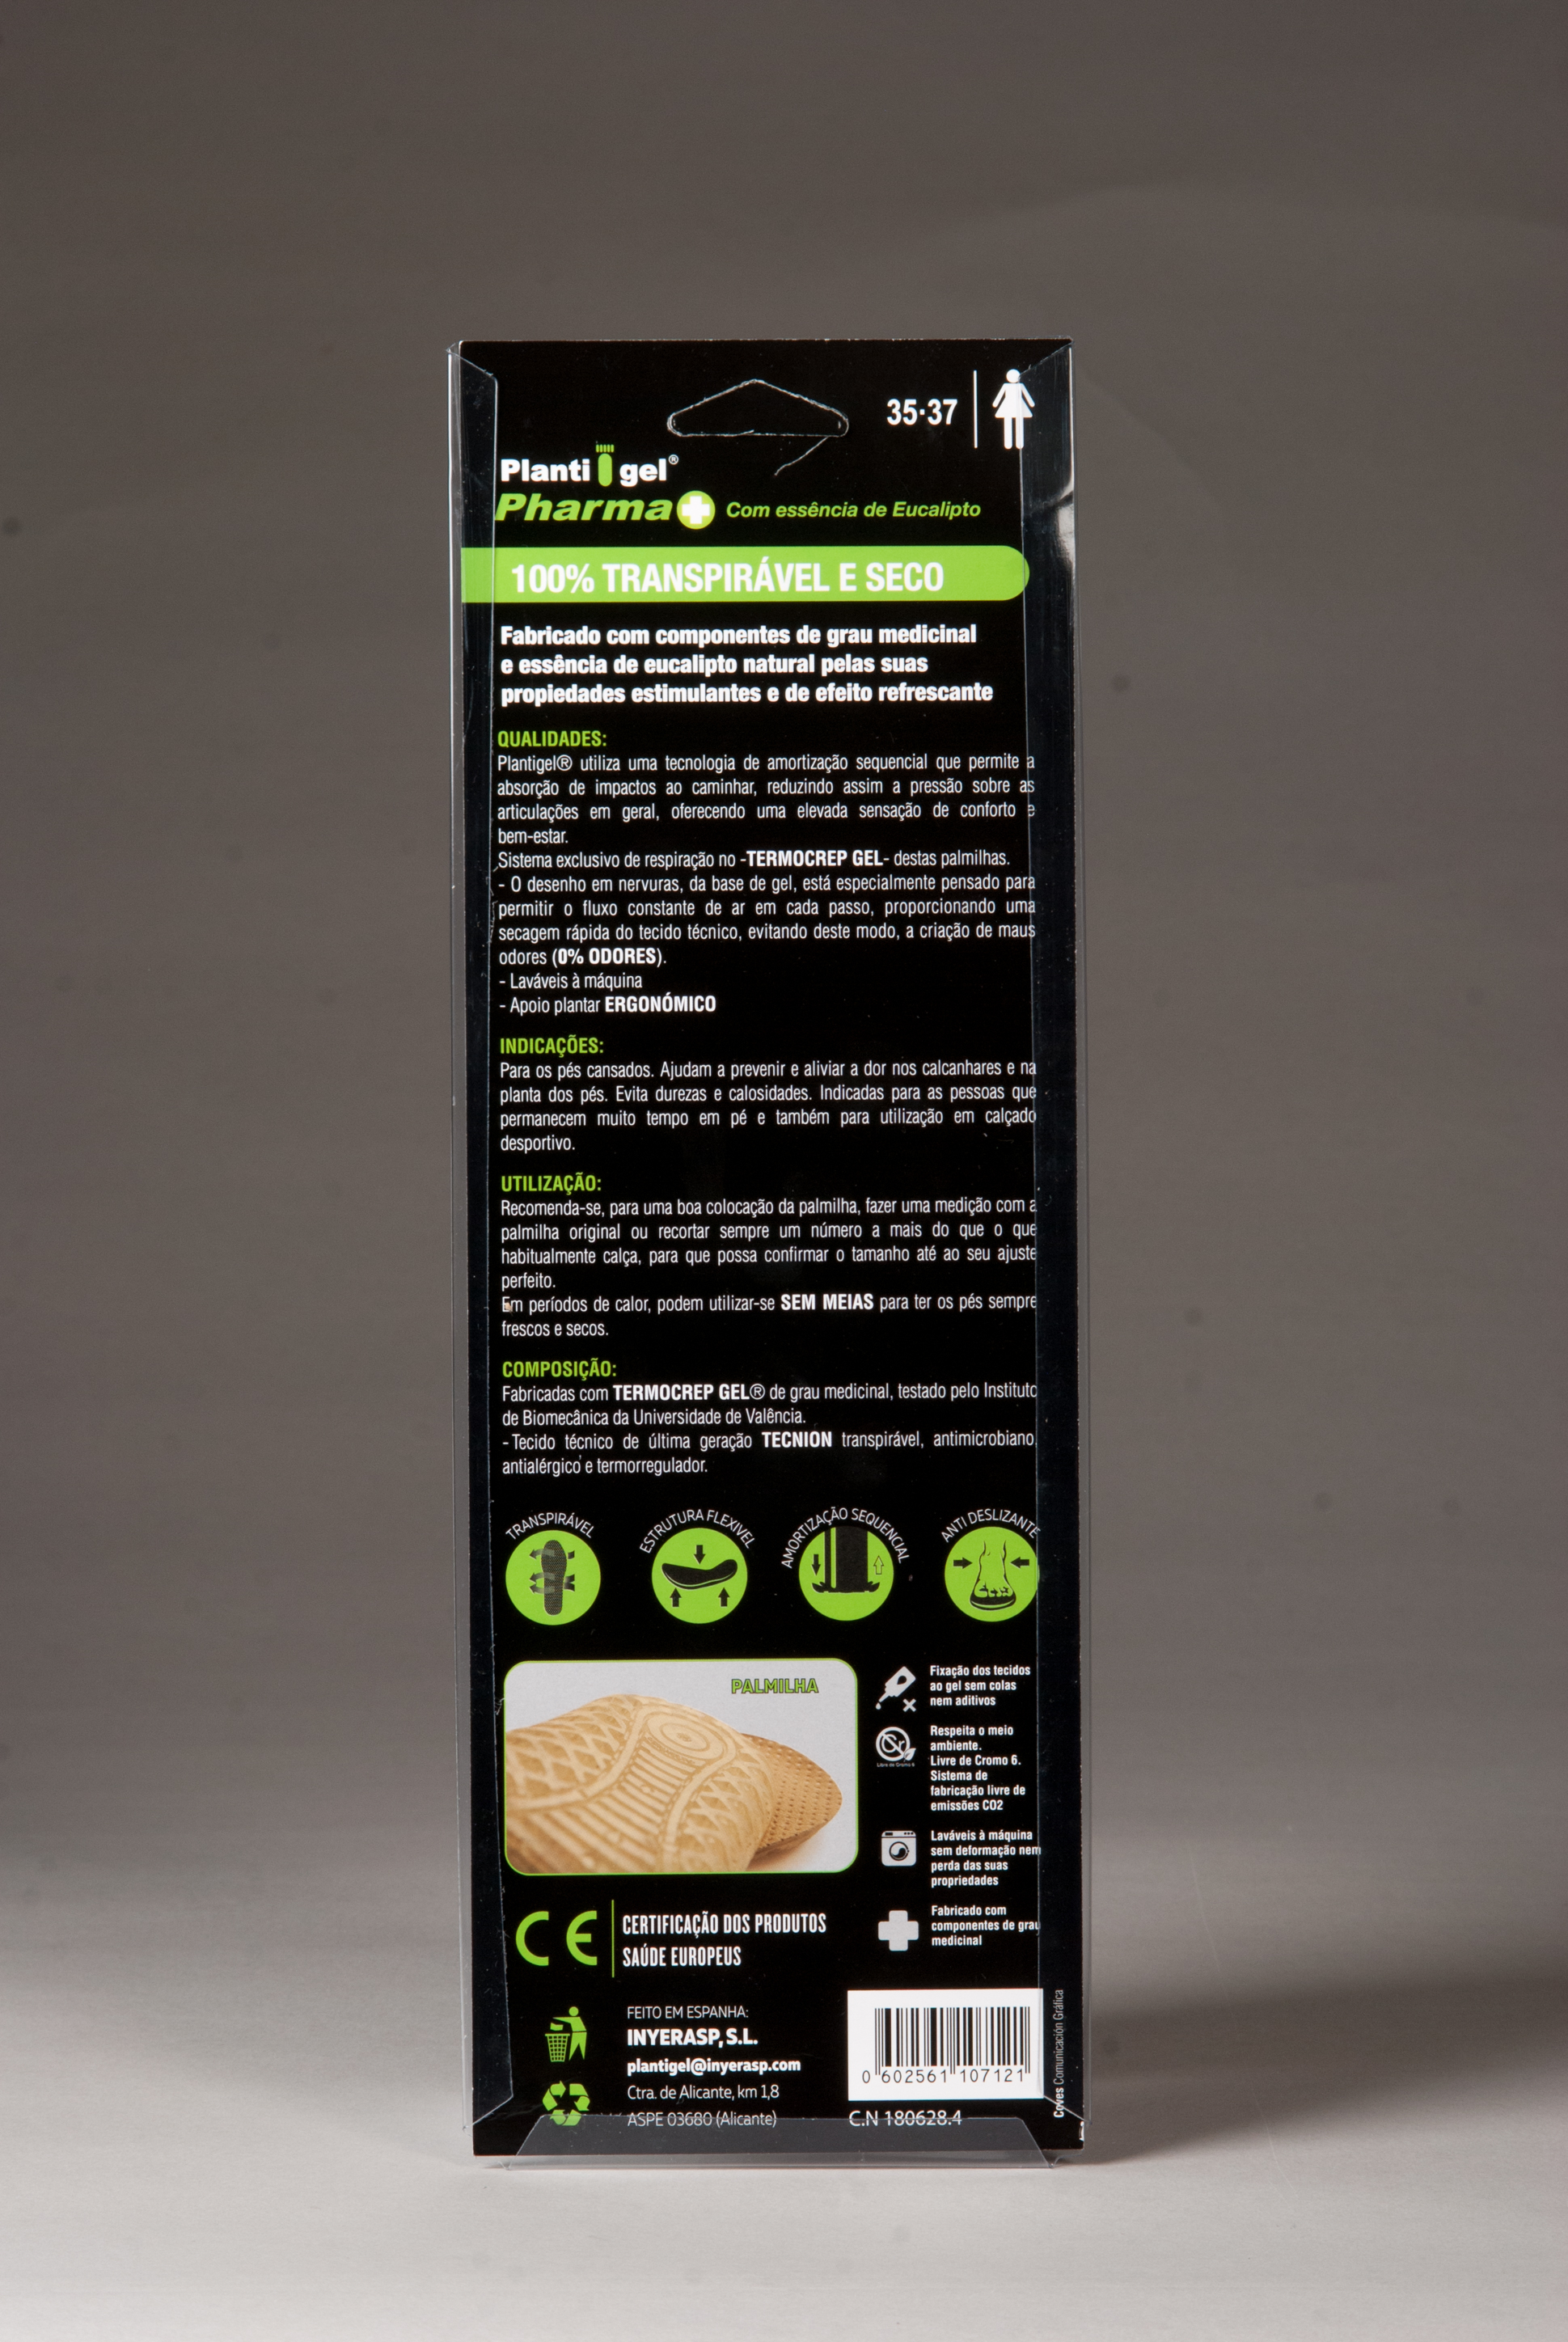 35·37
Planti gel®
Pharma Com essência de Eucalipto
100% TRANSPIRÁVEL E SECO
Fabricado com componentes de grau medicinal
e essência de eucalipto natural pelas suas
propiedades estimulantes e de efeito refrescante
QUALIDADES:
Plantigel® utiliza uma tecnologia de amortização sequencial que permite a
absorção de impactos ao caminhar, reduzindo assim a pressão sobre as
articulações em geral, oferecendo uma elevada sensação de conforto e
bem-estar.
Sistema exclusivo de respiração no -TERMOCREP GEL- destas palmilhas.
- O desenho em nervuras, da base de gel, está especialmente pensado para
permitir o fluxo constante de ar em cada passo, proporcionando uma
secagem rápida do tecido técnico, evitando deste modo, a criação de maus
odores (0% ODORES).
- Laváveis à máquina
- Apoio plantar ERGONÓMICO
INDICAÇÕES:
Para os pés cansados. Ajudam a prevenir e aliviar a dor nos calcanhares e na
planta dos pés. Evita durezas e calosidades. Indicadas para as pessoas que
permanecem muito tempo em pé e também para utilização em calçado
desportivo.
UTILIZAÇÃO:
Recomenda-se, para uma boa colocação da palmilha, fazer uma medição com a
palmilha original ou recortar sempre um número a mais do que o que
habitualmente calça, para que possa confirmar o tamanho até ao seu ajuste
perfeito.
Em períodos de calor, podem utilizar-se SEM MEIAS para ter os pés sempre
frescos e secos.
COMPOSIÇÃO:
Fabricadas com TERMOCREP GEL® de grau medicinal, testado pelo Instituto
de Biomecânica da Universidade de València.
- Tecido técnico de última geração TECNION transpirável, antimicrobiano,
antialérgico e termorregulador.
TRANSPIRÁVEL
ESTRUTURA FLEXIVEL
AMORTIZAÇÃO SEQUENCIAL
ANTI DESLIZANTE
PALMILHA
Fixação dos tecidos
ao gel sem colas
nem aditivos
Cr
Livre de Cromo 6
Respeita o meio
ambiente.
Livre de Cromo 6.
Sistema de
fabricação livre de
emissões CO2
Laváveis à máquina
sem deformação nem
perda das suas
propriedades
Fabricado com
componentes de grau
medicinal
CE
CERTIFICAÇÃO DOS PRODUTOS
SAÚDE EUROPEUS
FEITO EM ESPANHA:
INYERASP, S.L.
plantigel@inyerasp.com
Ctra. de Alicante, km 1,8
ASPE 03680 (Alicante)
0 602561 107121
C.N 180628.4
Coves Comunicación Gráfica